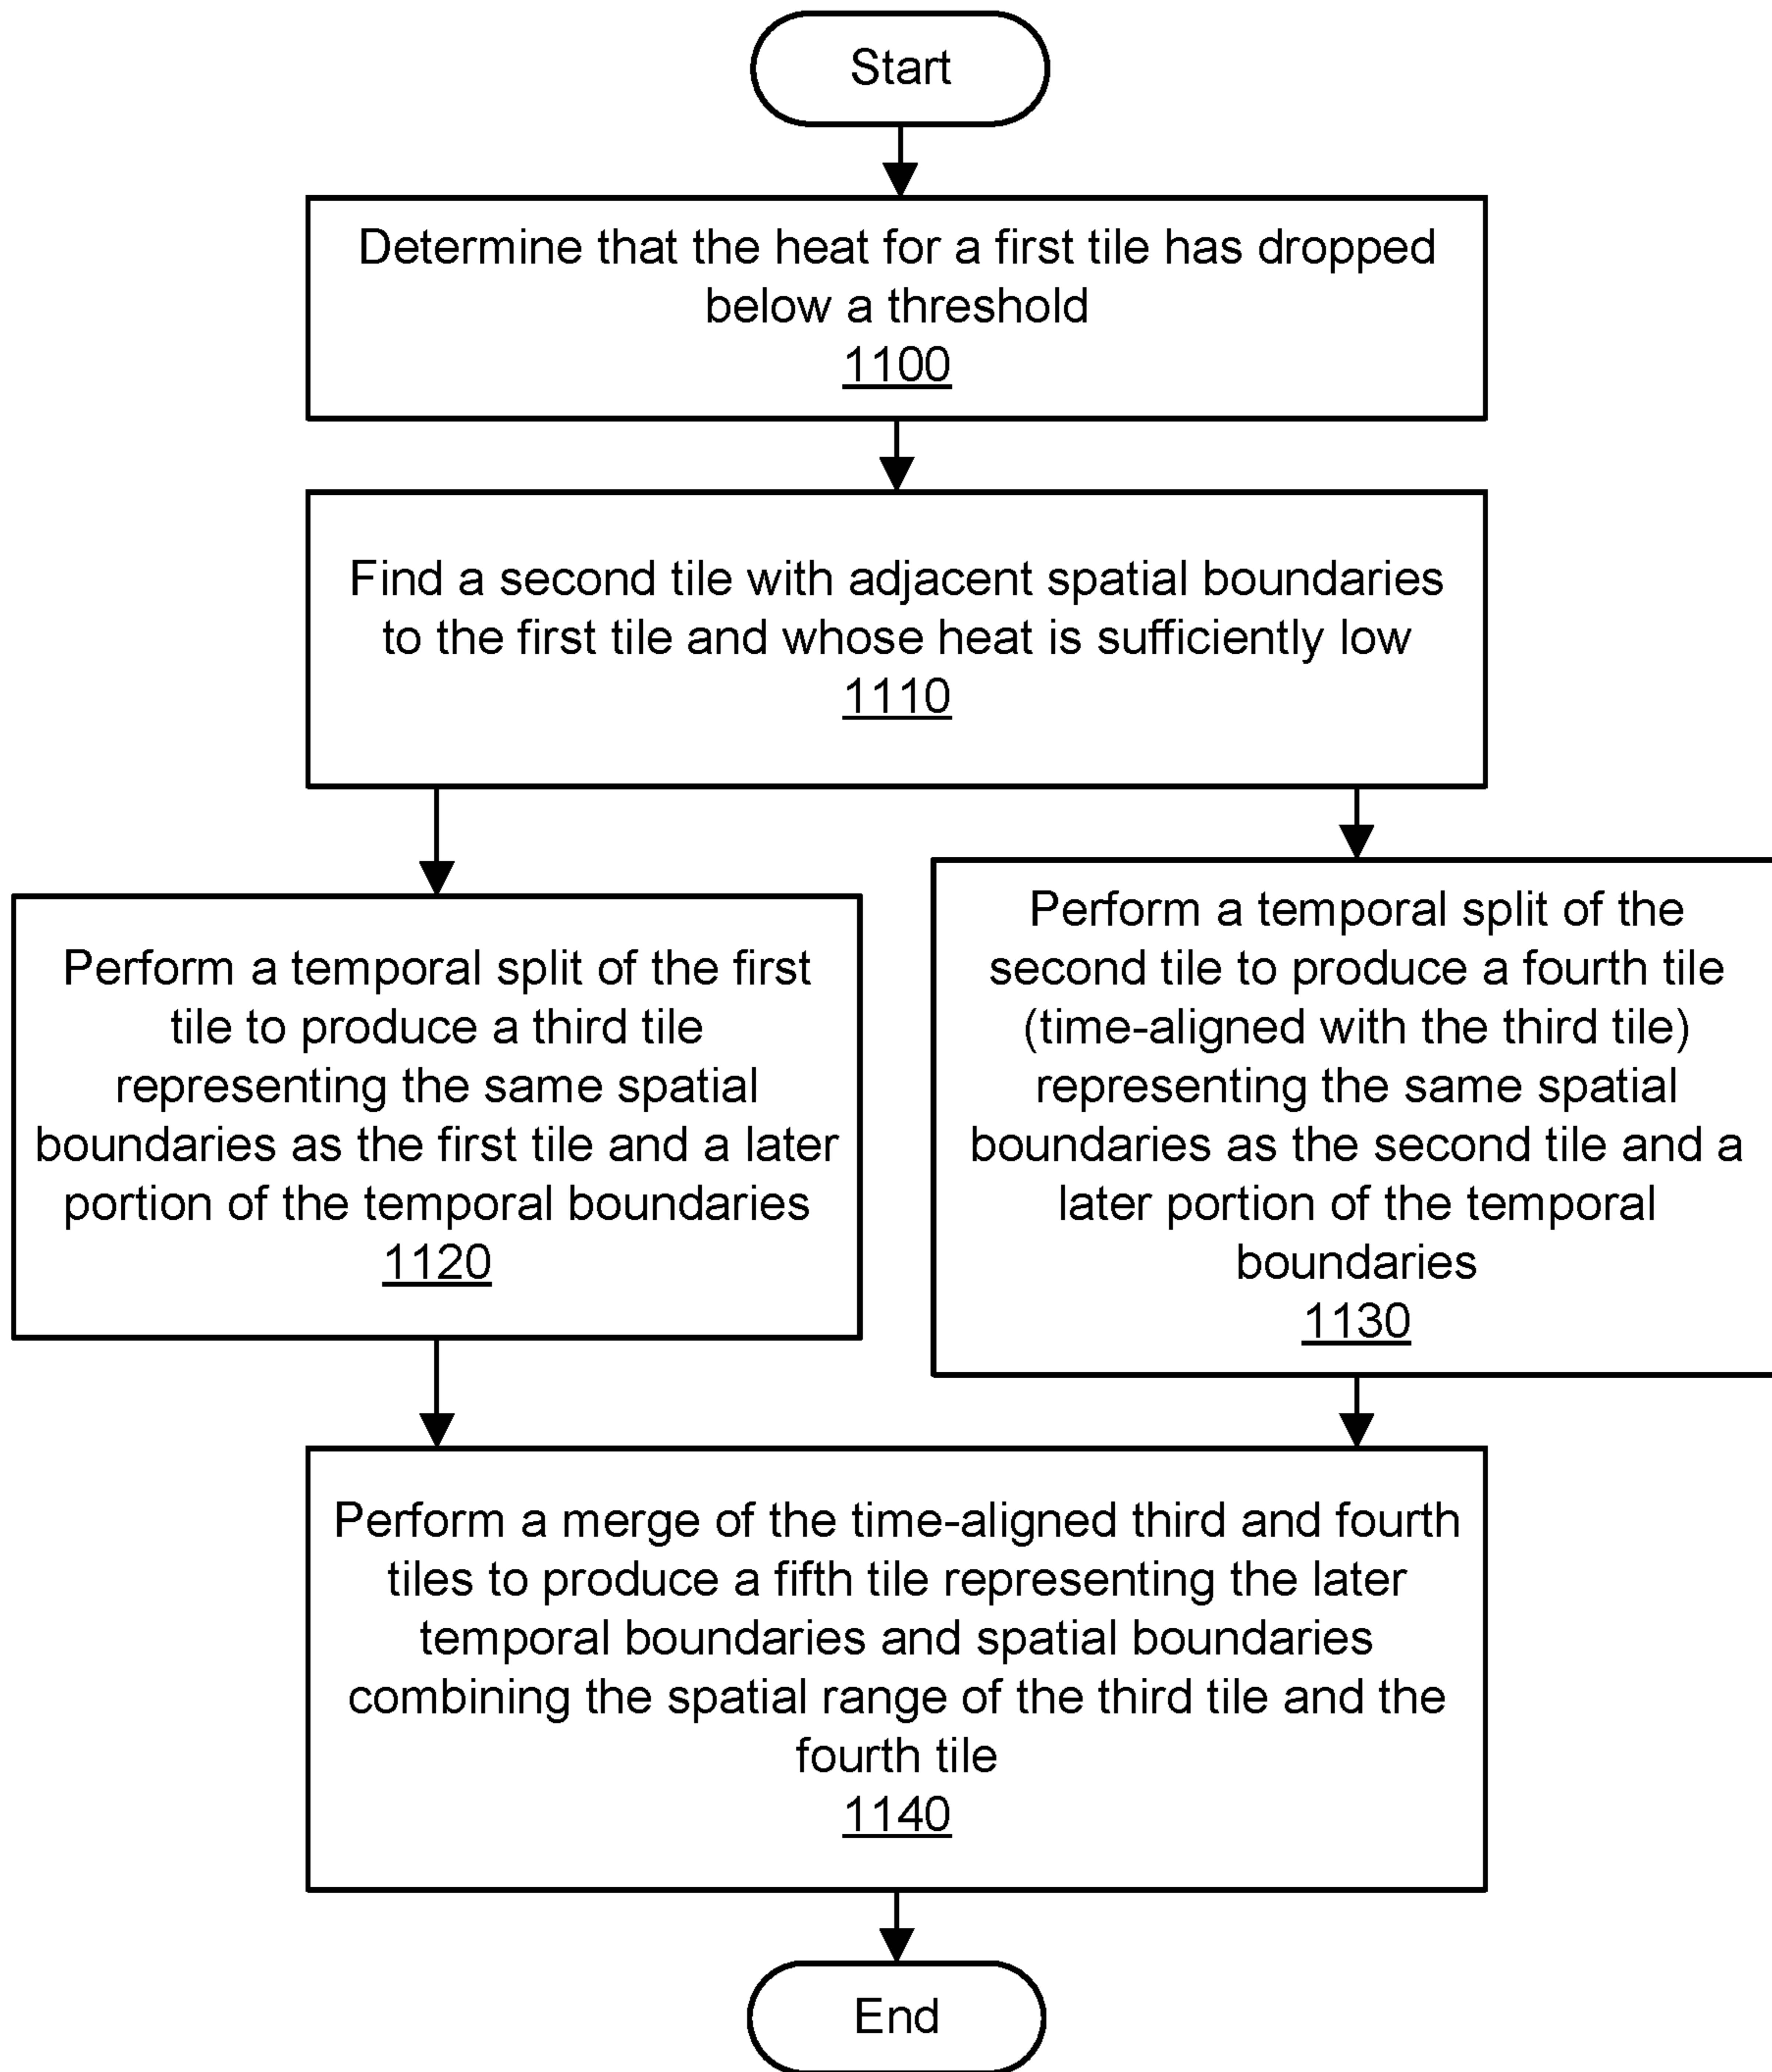 Start
Determine that the heat for a first tile has dropped
below a threshold
1100
Find a second tile with adjacent spatial boundaries
to the first tile and whose heat is sufficiently low
1110
Perform a temporal split of the first
tile to produce a third tile
representing the same spatial
boundaries as the first tile and a later
portion of the temporal boundaries
1120
Perform a temporal split of the
second tile to produce a fourth tile
(time-aligned with the third tile)
representing the same spatial
boundaries as the second tile and a
later portion of the temporal
boundaries
1130
Perform a merge of the time-aligned third and fourth
tiles to produce a fifth tile representing the later
temporal boundaries and spatial boundaries
combining the spatial range of the third tile and the
fourth tile
1140
End